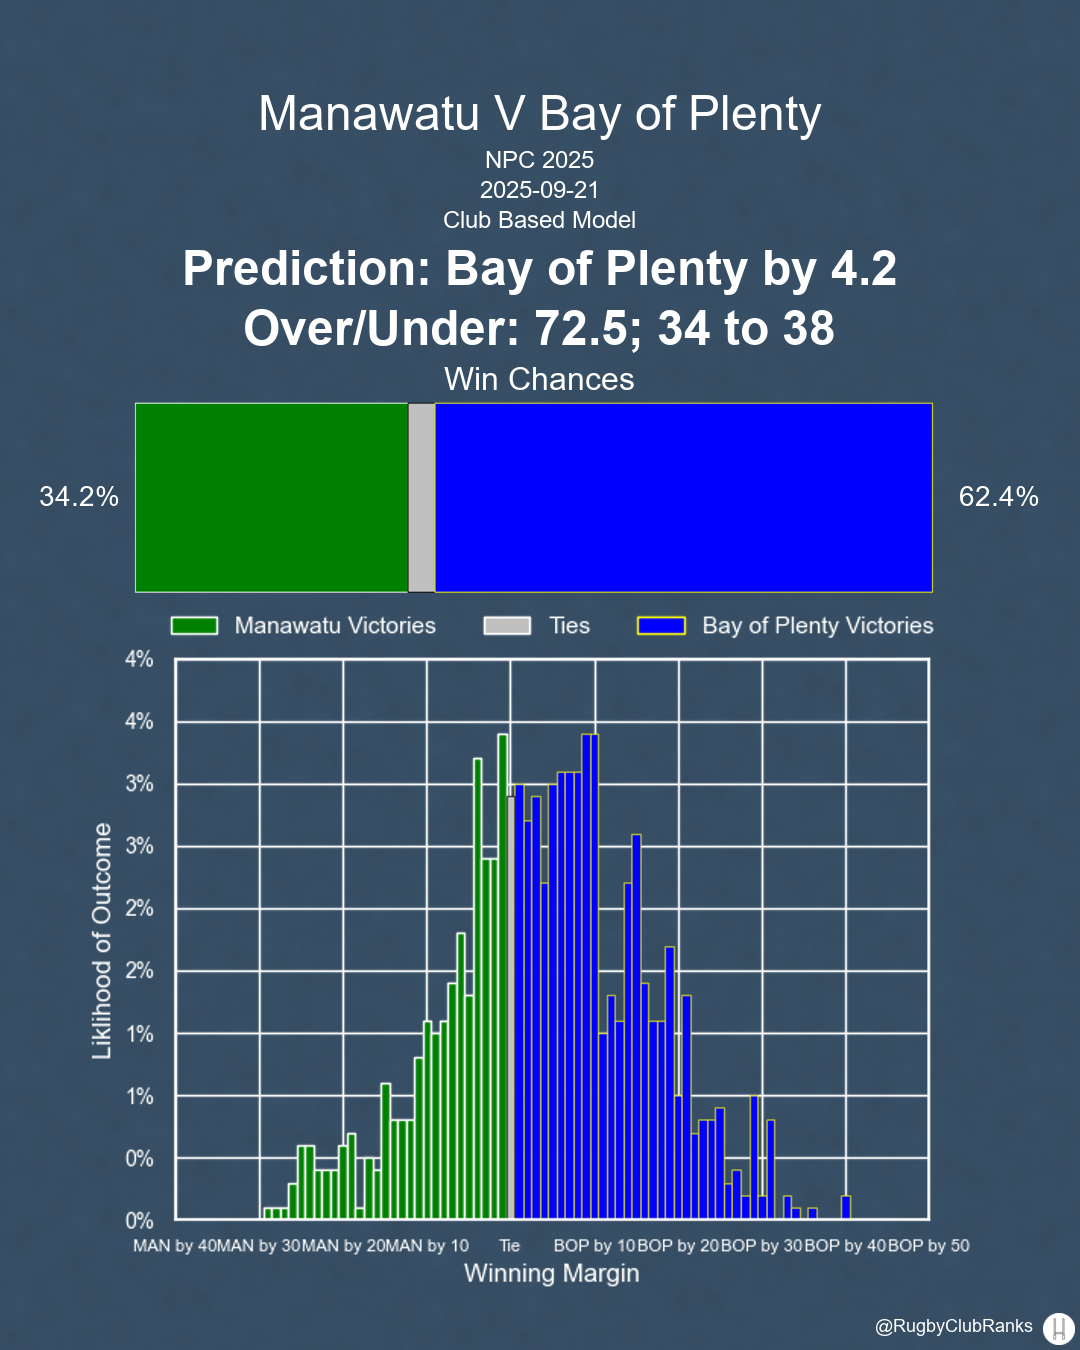 Manawatu V Bay of Plenty
NPC 2025
2025-09-21
Club Based Model
Prediction: Bay of Plenty by 4.2
Over/Under: 72.5; 34 to 38
Win Chances
34.2%
62.4%
Manawatu Victories
Ties
Bay of Plenty Victories
4%
4%
3%
3%
2%
2%
1%
1%
0%
0%
Liklihood of Outcome
MAN by 40 MAN by 30 MAN by 20 MAN by 10 Tie BOP by 10 BOP by 20 BOP by 30 BOP by 40 BOP by 50
Winning Margin
@RugbyClubRanks